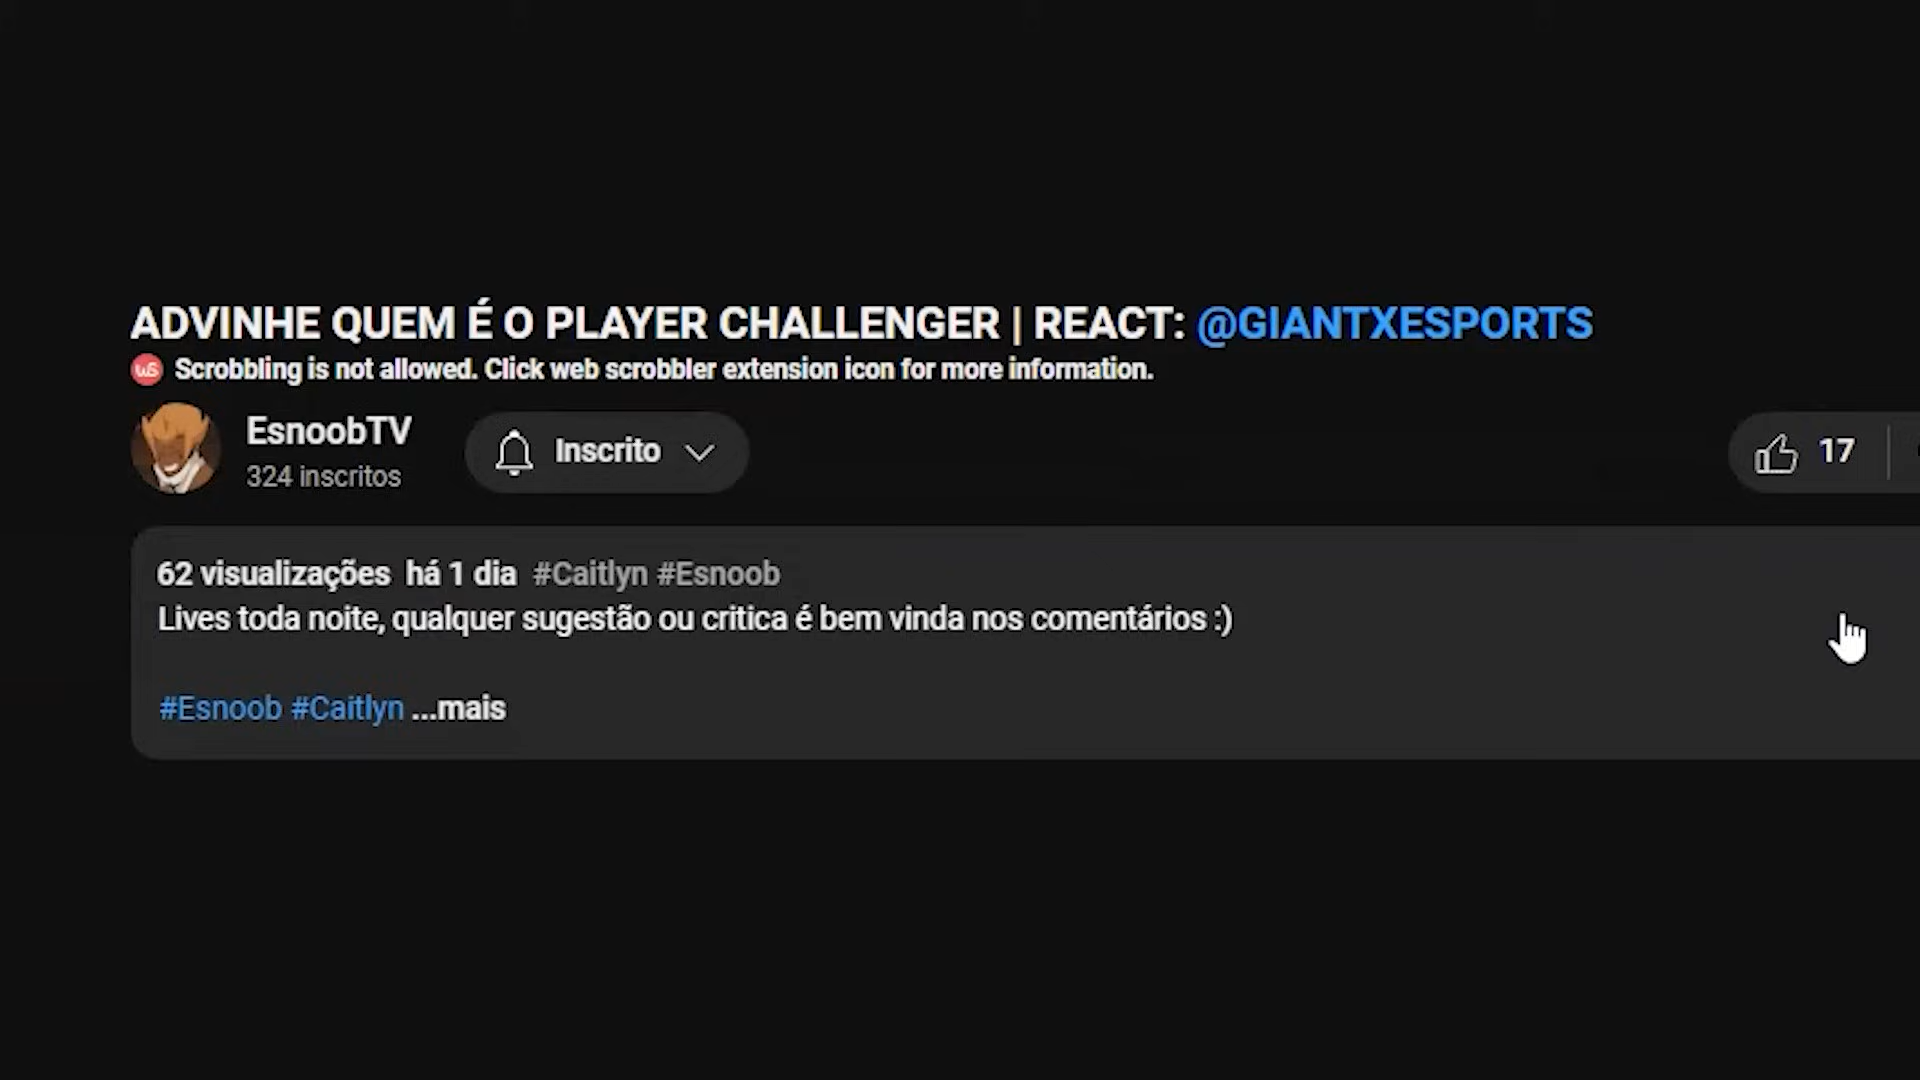 ADVINHE QUEM É O PLAYER CHALLENGER | REACT: @GIANTXESPORTS
Scrobbling is not allowed. Click web scrobbler extension icon for more information.
EsnoobTV
324 inscritos
Inscrito
17
62 visualizações há 1 dia #Caitlyn #Esnoob
Lives toda noite, qualquer sugestão ou critica é bem vinda nos comentários :)
#Esnoob #Caitlyn ...mais